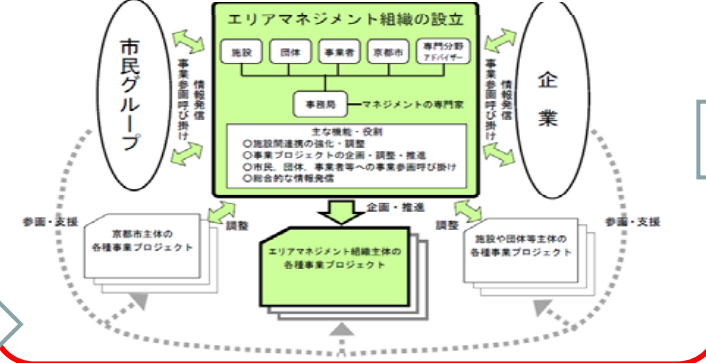 エリアマネジメント組織の設立
施設
団体
事業者
京都市
専門分野
アドバイザー
事務局
マネジメントの専門家
主な機能・役割
○施設間連携の強化・調整
○事業プロジェクトの企画・調整・推進
○市民、団体、事業者等への事業参画呼び掛け
○総合的な情報発信
市民グループ
情報発信
事業参画呼び掛け
企業
情報発信
事業参画呼び掛け
企画・推進
参画・支援
調整
調整
参画・支援
京都市主体の
各種事業プロジェクト
エリアマネジメント組織主体の
各種事業プロジェクト
施設や団体等主体の
各種事業プロジェクト